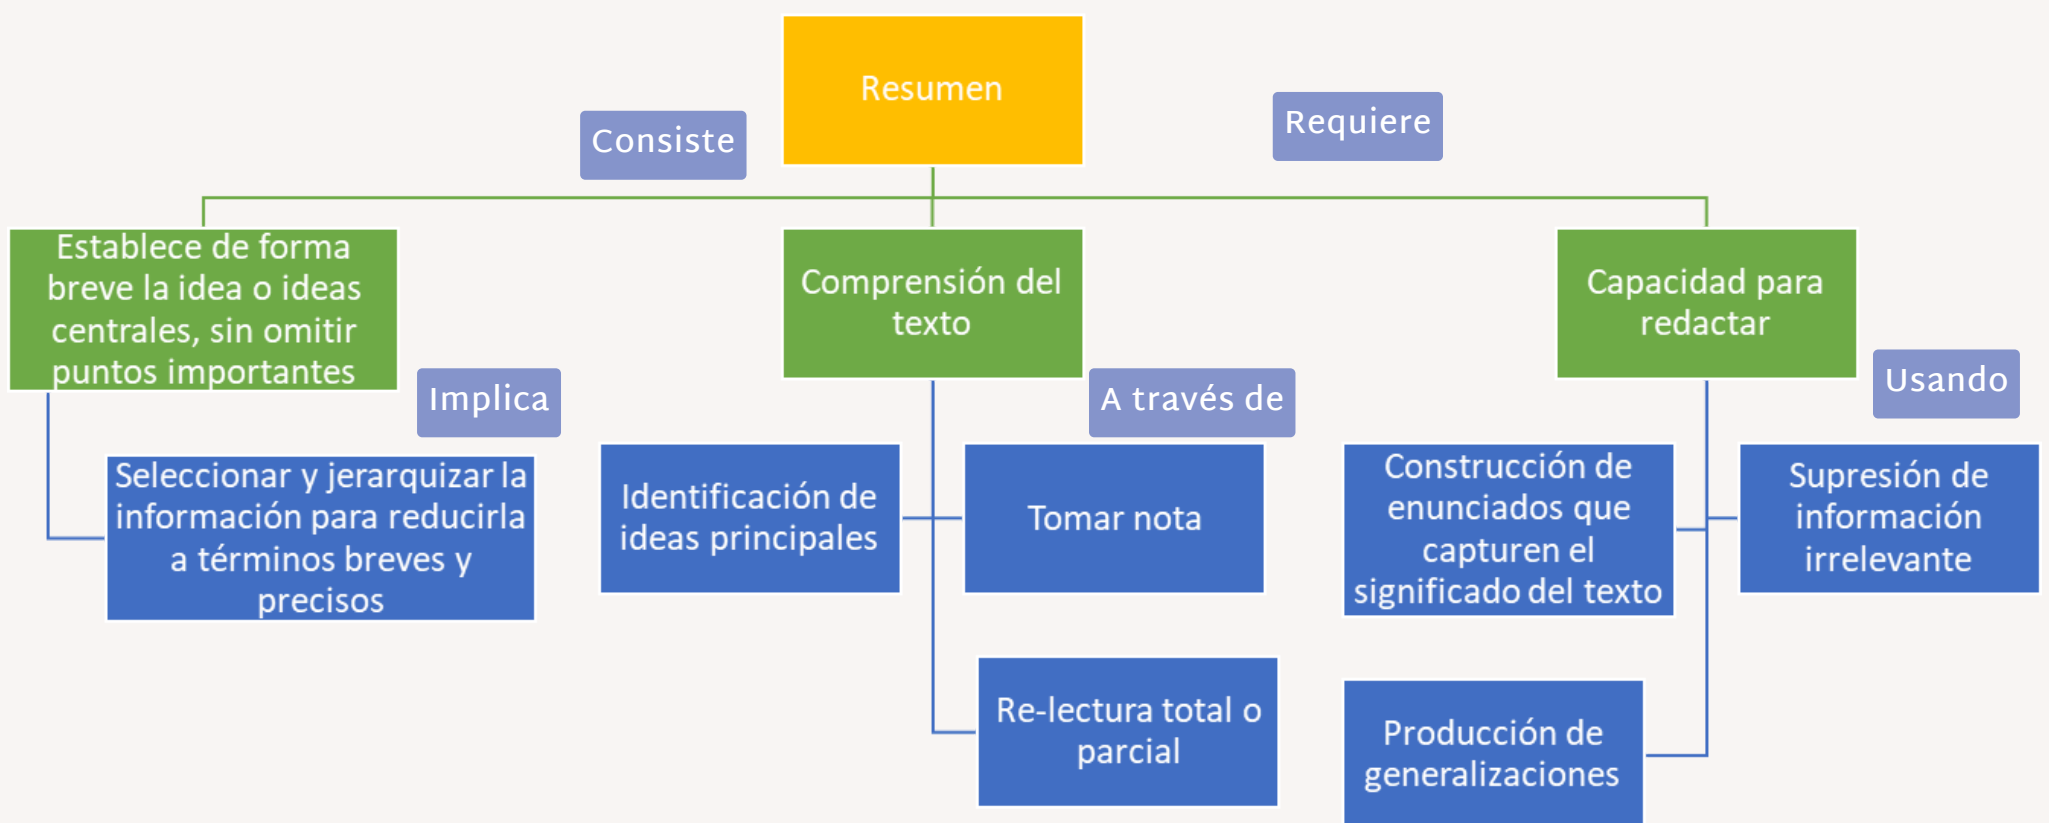 Resumen
Consiste
Requiere
Establece de forma
breve la idea o ideas
centrales, sin omitir
puntos importantes
Comprensión del
texto
Capacidad para
redactar
Implica
A través de
Usando
Seleccionar y jerarquizar la
información para reducirla
a términos breves y
precisos
Identificación de
ideas principales
Tomar nota
Construcción de
enunciados que
capturen el
significado del texto
Supresión de
información
irrelevante
Re-lectura total o
parcial
Producción de
generalizaciones